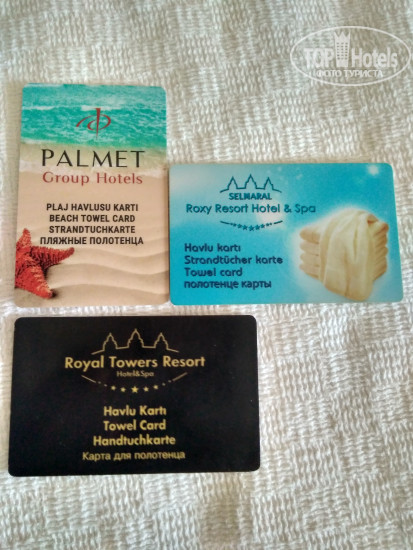 TOP Hotels
ФОТО ТУРИСТА
PALMET
Group Hotels
PLAJ HAVLUSU KARTI
BEACH TOWEL CARD
STRANDTUCHKARTE
ПЛЯЖНЫЕ ПОЛОТЕНЦА
SELMARAL
Roxy Resort Hotel & Spa
Havlu kartı
Strandtücher karte
Towel card
полотенце карты
Royal Towers Resort
Hotel&Spa
Havlu Kartı
Towel Card
Handtuchkarte
Карта для полотенца